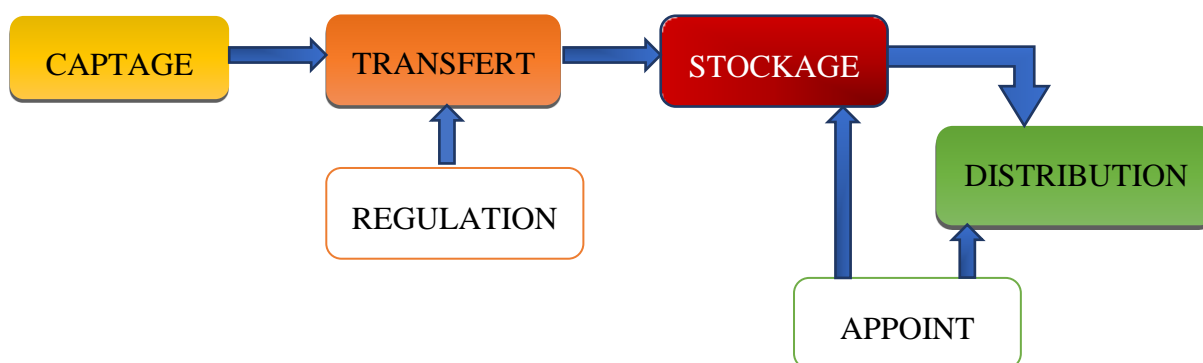 CAPTAGE
TRANSFERT
STOCKAGE
DISTRIBUTION
REGULATION
APPOINT